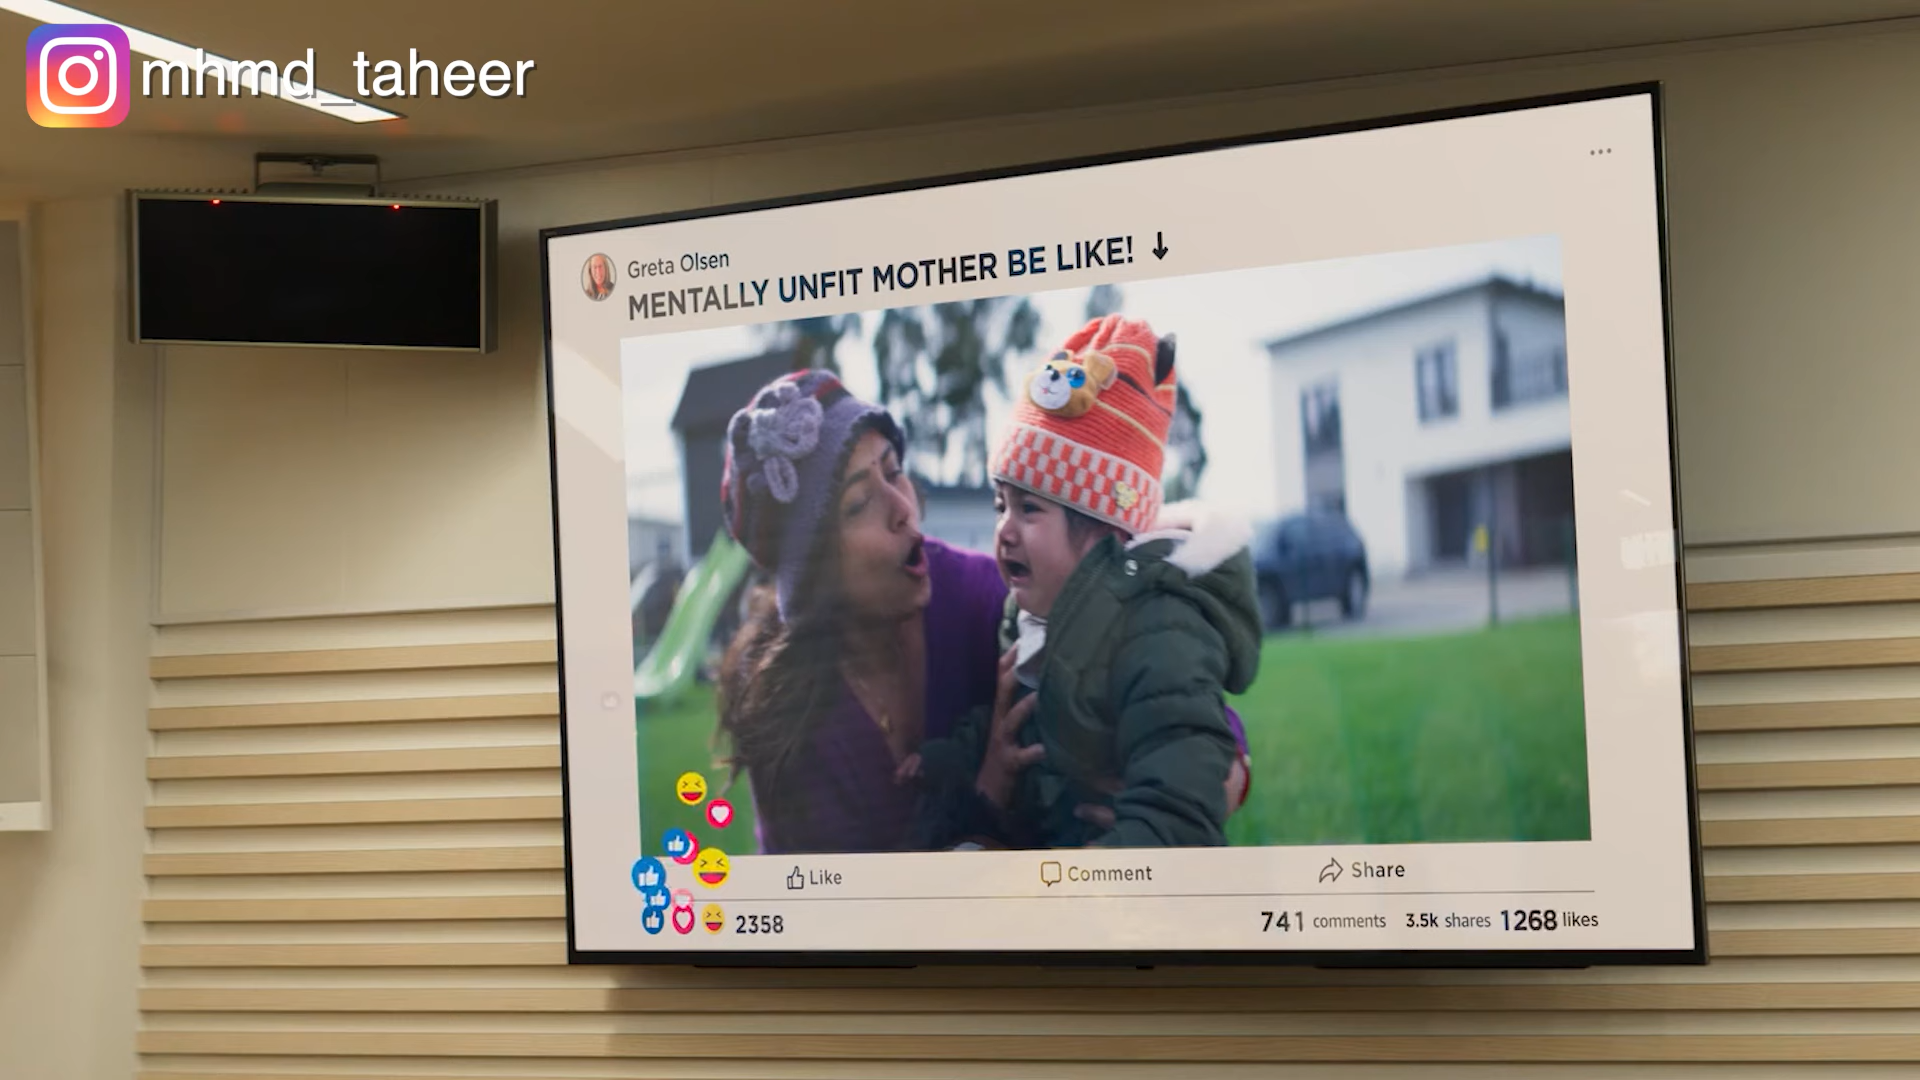 mhmd_taheer
Greta Olsen
MENTALLY UNFIT MOTHER BE LIKE! ↓
Like
Comment
Share
2358
741 comments
3.5k shares
1268 likes